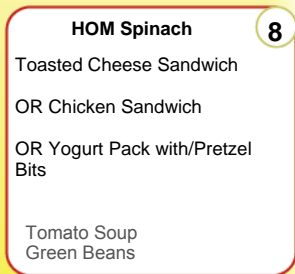 HOM Spinach
8
Toasted Cheese Sandwich
OR Chicken Sandwich
OR Yogurt Pack with/Pretzel
Bits
Tomato Soup
Green Beans